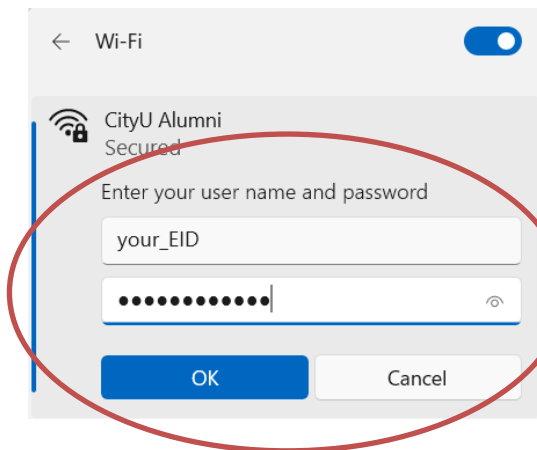 Wi-Fi
CityU Alumni
Secured
Enter your user name and password
your_EID
●●●●●●●●●●●●
OK Cancel